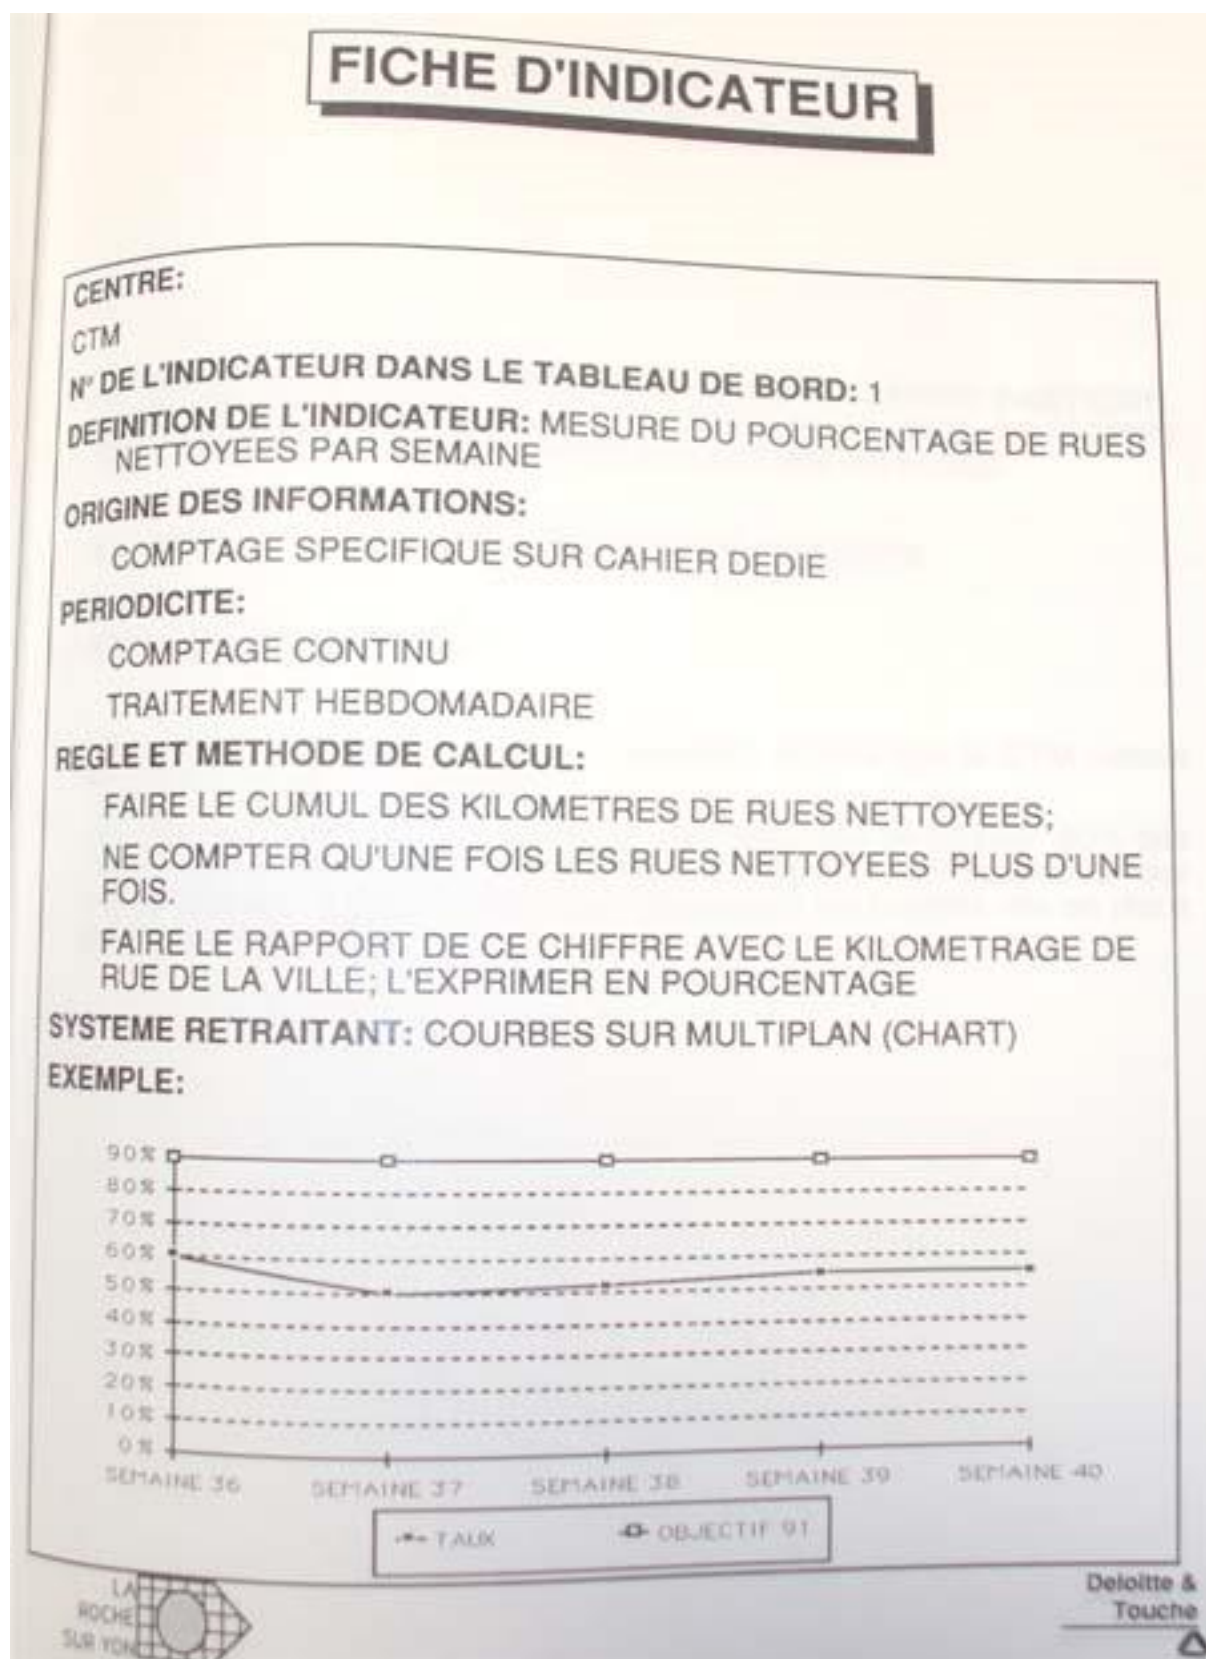 FICHE D'INDICATEUR
CENTRE:
CTM
N° DE L'INDICATEUR DANS LE TABLEAU DE BORD: 1
DEFINITION DE L'INDICATEUR: MESURE DU POURCENTAGE DE RUES
NETTOYEES PAR SEMAINE
ORIGINE DES INFORMATIONS:
COMPTAGE SPECIFIQUE SUR CAHIER DEDIE
PERIODICITE:
COMPTAGE CONTINU
TRAITEMENT HEBDOMADAIRE
REGLE ET METHODE DE CALCUL:
FAIRE LE CUMUL DES KILOMETRES DE RUES NETTOYEES;
NE COMPTER QU'UNE FOIS LES RUES NETTOYEES PLUS D'UNE
FOIS.
FAIRE LE RAPPORT DE CE CHIFFRE AVEC LE KILOMETRAGE DE
RUE DE LA VILLE; L'EXPRIMER EN POURCENTAGE
SYSTEME RETRAITANT: COURBES SUR MULTIPLAN (CHART)
EXEMPLE:
90%
80%
70%
60%
50%
40%
30%
20%
10%
0%
SEMAINE 36 SEMAINE 37 SEMAINE 38 SEMAINE 39 SEMAINE 40
TAUX OBJECTIF 91
LA
ROCHE
SUR YON
Deloitte &
Touche